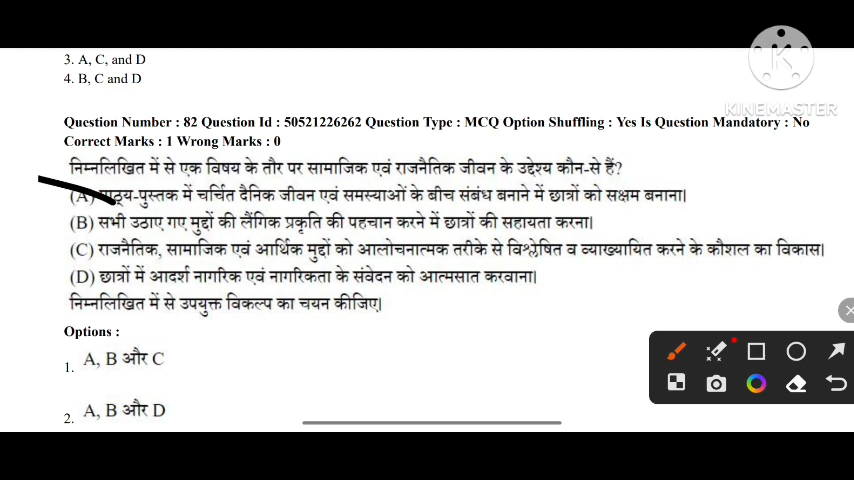 3. A, C, and D
4. B, C and D
KINEMASTER
Question Number : 82 Question Id : 50521226262 Question Type : MCQ Option Shuffling : Yes Is Question Mandatory : No
Correct Marks : 1 Wrong Marks : 0
निम्नलिखित में से एक विषय के तौर पर सामाजिक एवं राजनैतिक जीवन के उद्देश्य कौन-से हैं?
(A) पाठ्य-पुस्तक में चर्चित दैनिक जीवन एवं समस्याओं के बीच संबंध बनाने में छात्रों को सक्षम बनाना।
(B) सभी उठाए गए मुद्दों की लैंगिक प्रकृति की पहचान करने में छात्रों की सहायता करना।
(C) राजनैतिक, सामाजिक एवं आर्थिक मुद्दों को आलोचनात्मक तरीके से विश्लेषित व व्याख्यायित करने के कौशल का विकास।
(D) छात्रों में आदर्श नागरिक एवं नागरिकता के संवेदन को आत्मसात करवाना।
निम्नलिखित में से उपयुक्त विकल्प का चयन कीजिए।
Options :
1. A, B और C
2. A, B और D